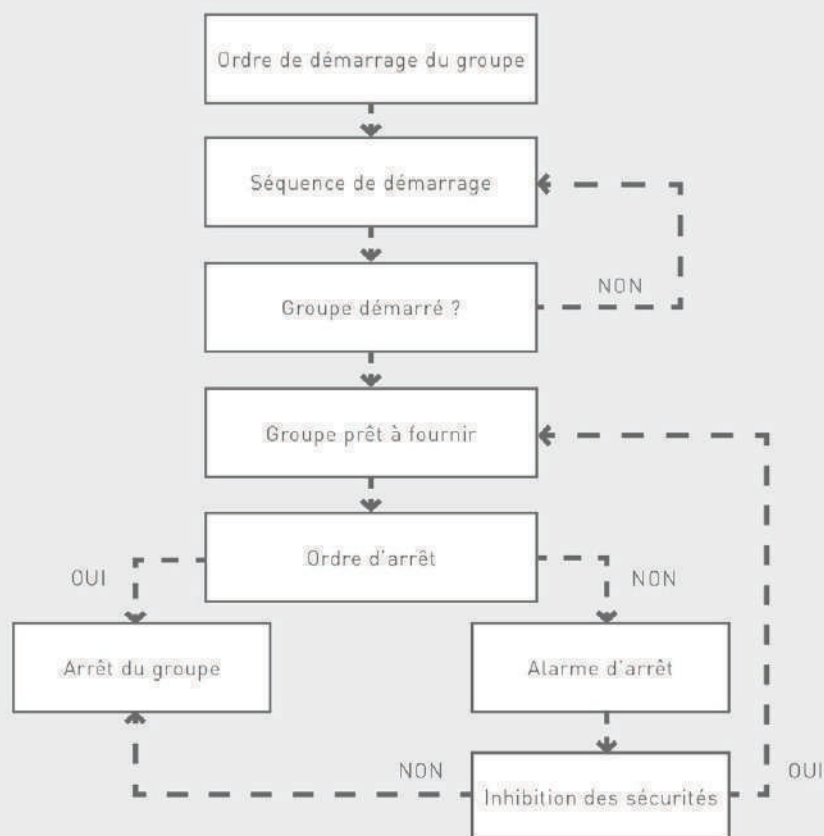 Ordre de démarrage du groupe
Séquence de démarrage
NON
Groupe démarré ?
Groupe prêt à fournir
Ordre d'arrêt
OUI
NON
Arrêt du groupe
Alarme d'arrêt
NON
OUI
Inhibition des sécurités